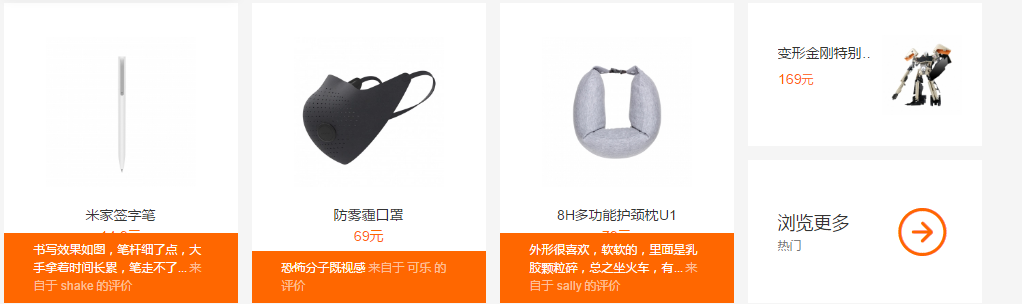 米家签字笔
书写效果如图，笔杆细了点，大
手拿着时间长累，笔走不了... 来
自于 shake 的评价
防雾霾口罩
69元
恐怖分子既视感 来自于 可乐 的
评价
8H多功能护颈枕U1
外形很喜欢，软软的，里面是乳
胶颗粒碎，总之坐火车，有... 来
自于 sally 的评价
变形金刚特别..
169元
浏览更多
热门